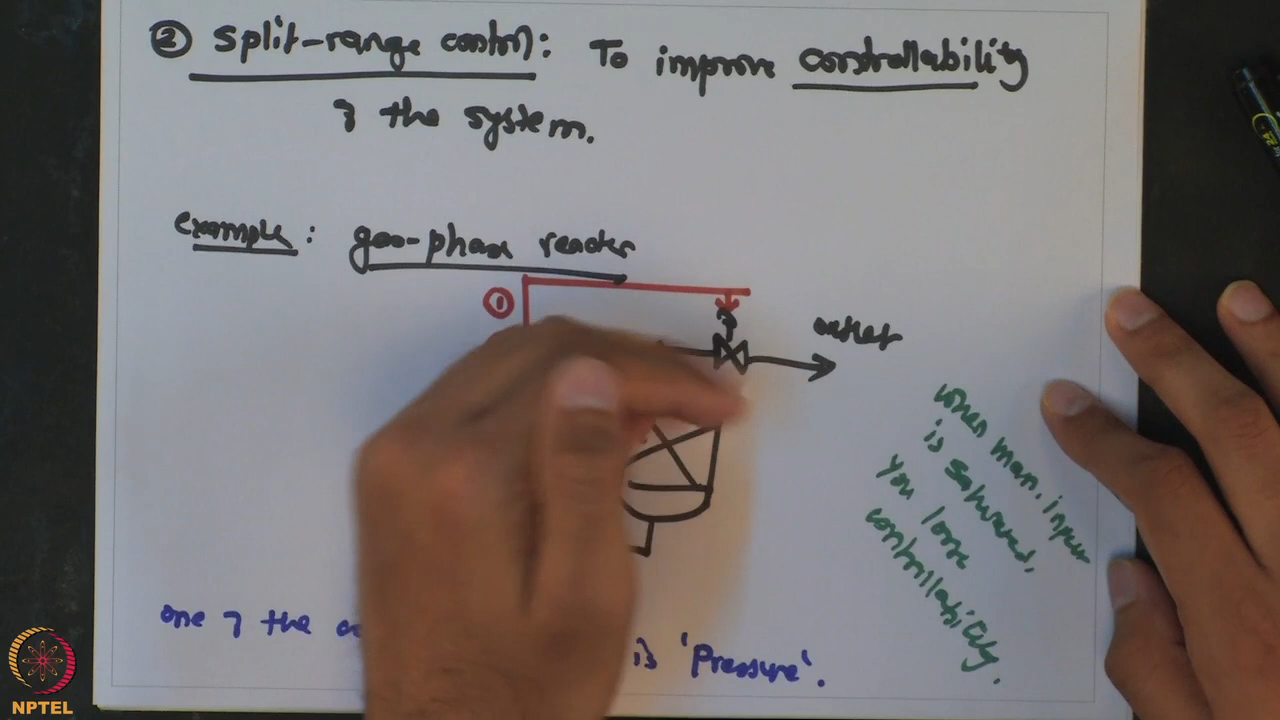 ② split-range control: To improve controllability
of the system.
example: gas-phase reactor
①
outlet
when man. input
is saturated,
you loose
controllability.
one of the
is 'Pressure'.
NPTEL